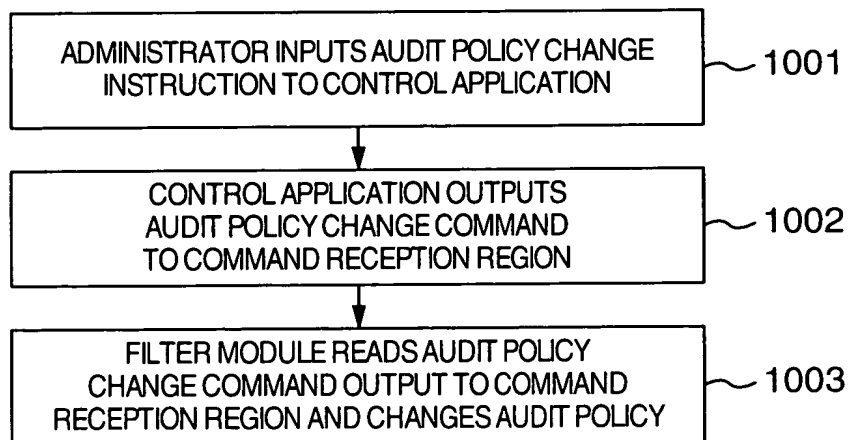 ADMINISTRATOR INPUTS AUDIT POLICY CHANGE
INSTRUCTION TO CONTROL APPLICATION
1001
CONTROL APPLICATION OUTPUTS
AUDIT POLICY CHANGE COMMAND
TO COMMAND RECEPTION REGION
1002
FILTER MODULE READS AUDIT POLICY
CHANGE COMMAND OUTPUT TO COMMAND
RECEPTION REGION AND CHANGES AUDIT POLICY
1003